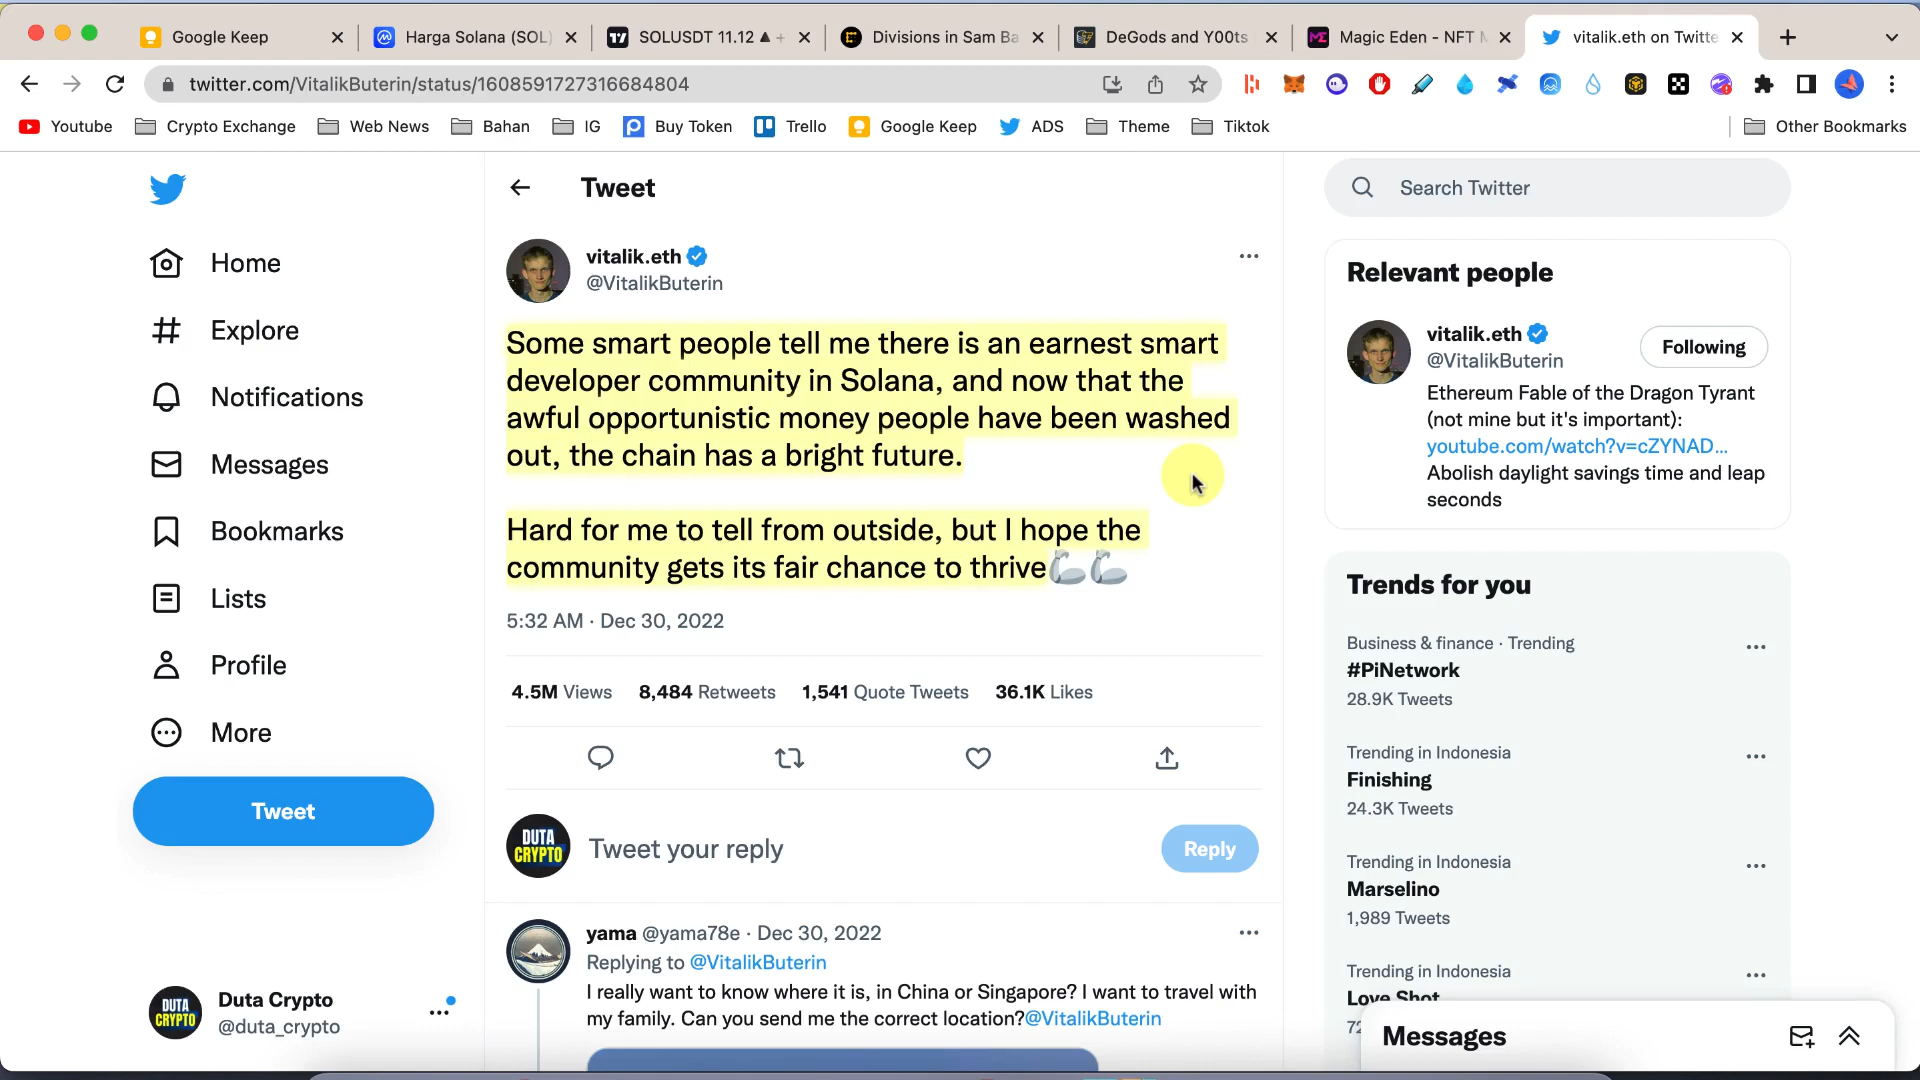 Google Keep
Harga Solana (SOL)
SOLUSDT 11.12 ▲ +
Divisions in Sam Ba
DeGods and Y00ts
Magic Eden - NFT M
vitalik.eth on Twitte
twitter.com/VitalikButerin/status/1608591727316684804
Youtube
Crypto Exchange
Web News
Bahan
IG
Buy Token
Trello
Google Keep
ADS
Theme
Tiktok
Other Bookmarks
Home
Explore
Notifications
Messages
Bookmarks
Lists
Profile
More
Tweet
DUTA
CRYPTO
Duta Crypto
@duta_crypto
Tweet
vitalik.eth
@VitalikButerin
Some smart people tell me there is an earnest smart
developer community in Solana, and now that the
awful opportunistic money people have been washed
out, the chain has a bright future.
Hard for me to tell from outside, but I hope the
community gets its fair chance to thrive🦾🦾
5:32 AM · Dec 30, 2022
4.5M Views 8,484 Retweets 1,541 Quote Tweets 36.1K Likes
DUTA
CRYPTO
Tweet your reply
Reply
yama @yama78e · Dec 30, 2022
Replying to @VitalikButerin
I really want to know where it is, in China or Singapore? I want to travel with
my family. Can you send me the correct location?@VitalikButerin
Search Twitter
Relevant people
vitalik.eth
@VitalikButerin
Following
Ethereum Fable of the Dragon Tyrant
(not mine but it's important):
youtube.com/watch?v=cZYNAD...
Abolish daylight savings time and leap
seconds
Trends for you
Business & finance · Trending
#PiNetwork
28.9K Tweets
Trending in Indonesia
Finishing
24.3K Tweets
Trending in Indonesia
Marselino
1,989 Tweets
Trending in Indonesia
Love Shot
Messages